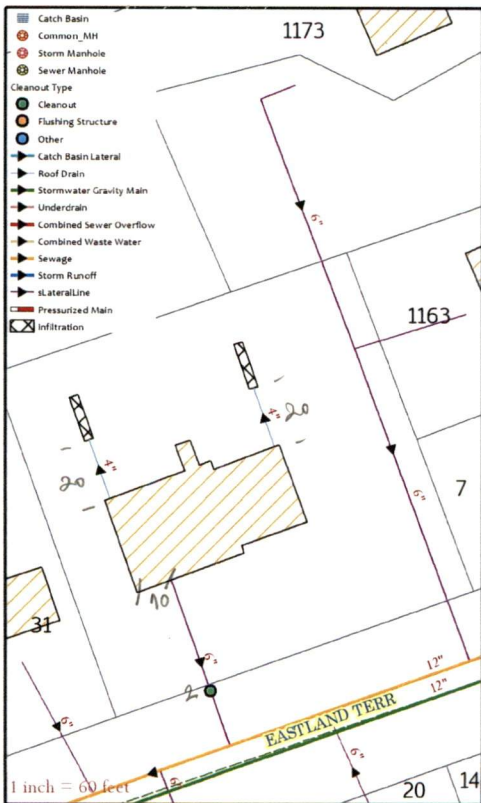 Catch Basin
Common_MH
Storm Manhole
Sewer Manhole
Cleanout Type
Cleanout
Flushing Structure
Other
Catch Basin Lateral
Roof Drain
Stormwater Gravity Main
Underdrain
Combined Sewer Overflow
Combined Waste Water
Sewage
Storm Runoff
sLateralLine
Pressurized Main
Infiltration
1173
6"
1163
20
4"
4"
20
6"
7
10
31
6"
2
12"
12"
EASTLAND TERR
6"
6"
6"
1 inch = 60 feet
20
14